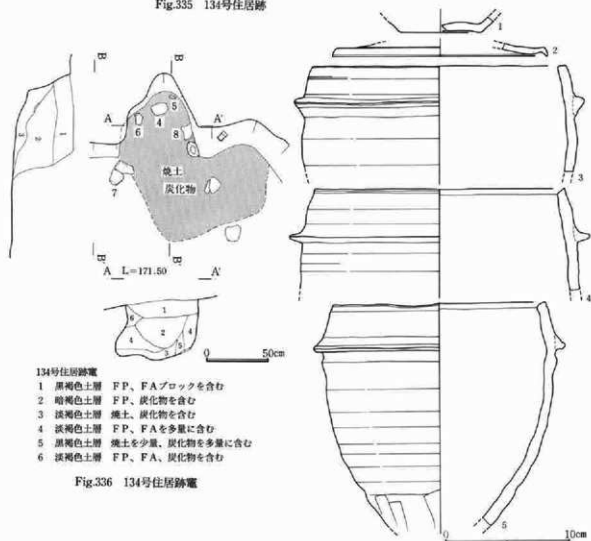 Fig.335 134号住居跡
B
B
3
2
1
5
4
6
8
A
A'
7
焼土
炭化物
B'
B'
A L=171.50 A'
1
6
2
4
4
3
5
0 50cm
134号住居跡竈
1 黒褐色土層 FP、FAブロックを含む
2 暗褐色土層 FP、炭化物を含む
3 淡褐色土層 焼土、炭化物を含む
4 淡褐色土層 FP、FAを多量に含む
5 黒褐色土層 焼土を少量、炭化物を多量に含む
6 淡褐色土層 FP、FA、炭化物を含む
Fig.336 134号住居跡竈
1
2
3
4
5
0 10cm